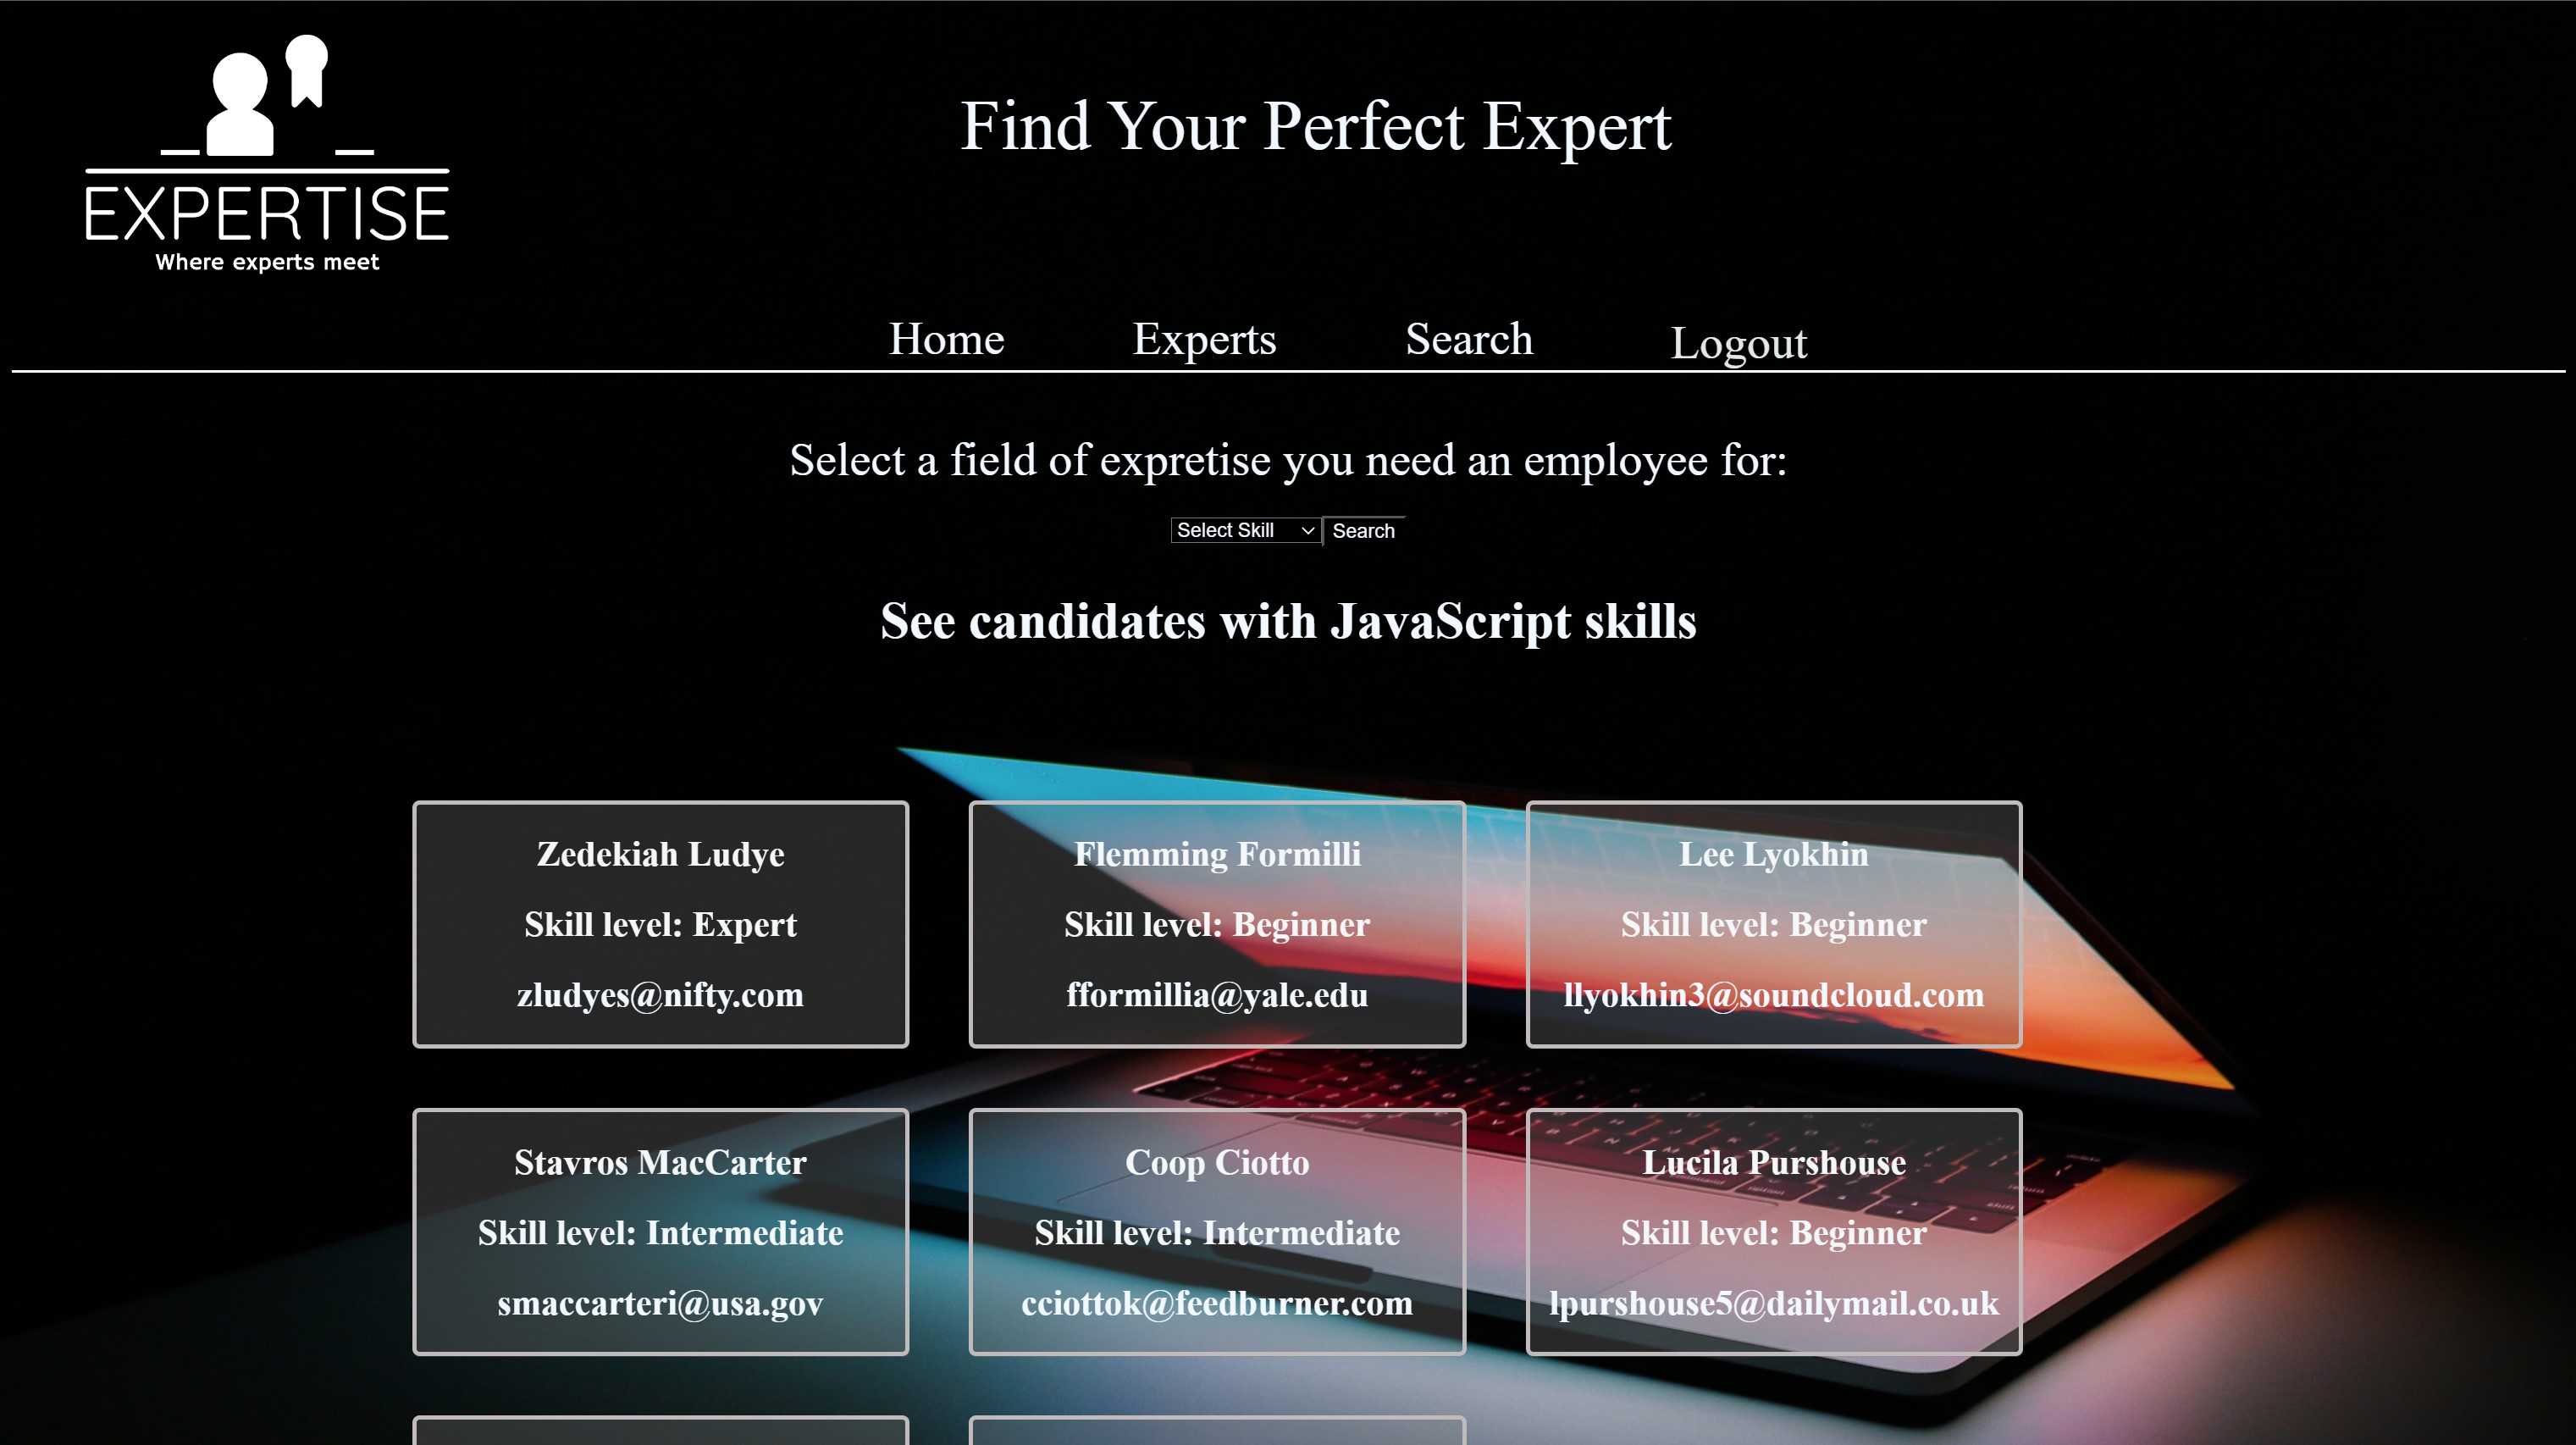 EXPERTISE
Where experts meet
Find Your Perfect Expert
Home Experts Search Logout
Select a field of expretise you need an employee for:
Select Skill Search
See candidates with JavaScript skills
Zedekiah Ludye
Skill level: Expert
zludyes@nifty.com
Flemming Formilli
Skill level: Beginner
fformillia@yale.edu
Lee Lyokhin
Skill level: Beginner
llyokhin3@soundcloud.com
Stavros MacCarter
Skill level: Intermediate
smaccarteri@usa.gov
Coop Ciotto
Skill level: Intermediate
cciottok@feedburner.com
Lucila Purshouse
Skill level: Beginner
lpurshouse5@dailymail.co.uk